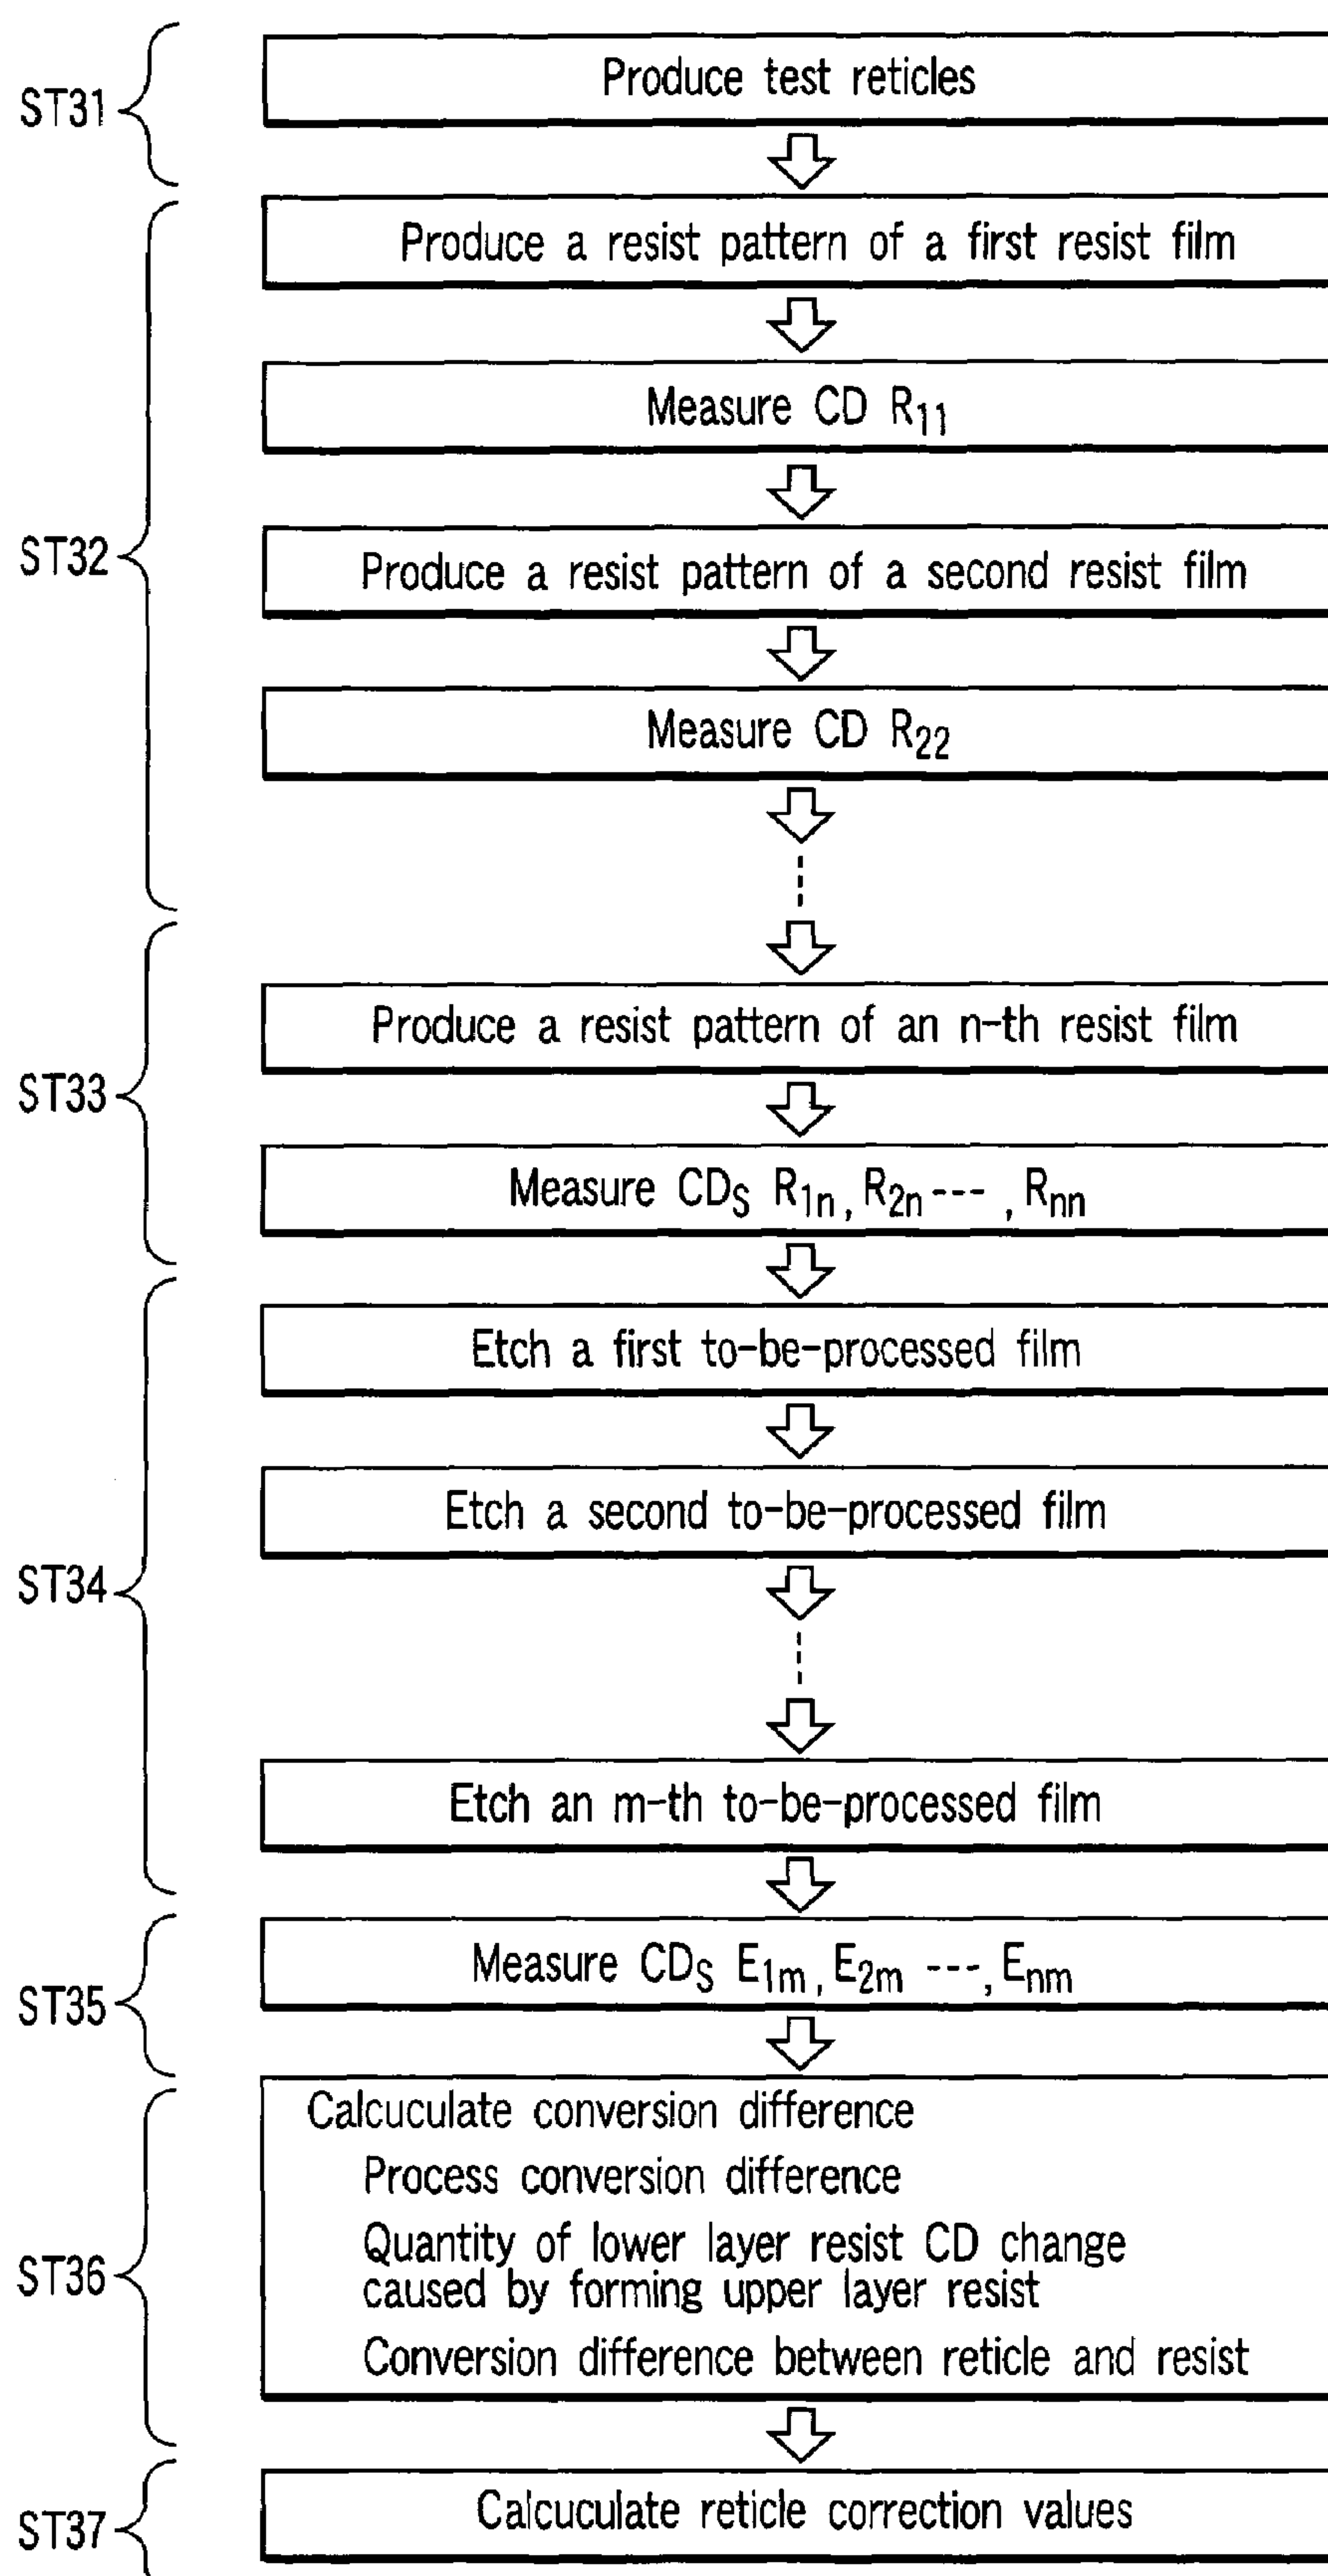 ST31
Produce test reticles
ST32
Produce a resist pattern of a first resist film
Measure CD R11
Produce a resist pattern of a second resist film
Measure CD R22
ST33
Produce a resist pattern of an n-th resist film
Measure CDS R1n, R2n ---, Rnn
ST34
Etch a first to-be-processed film
Etch a second to-be-processed film
Etch an m-th to-be-processed film
ST35
Measure CDS E1m, E2m ---, Enm
ST36
Calcuculate conversion difference
Process conversion difference
Quantity of lower layer resist CD change
caused by forming upper layer resist
Conversion difference between reticle and resist
ST37
Calcuculate reticle correction values